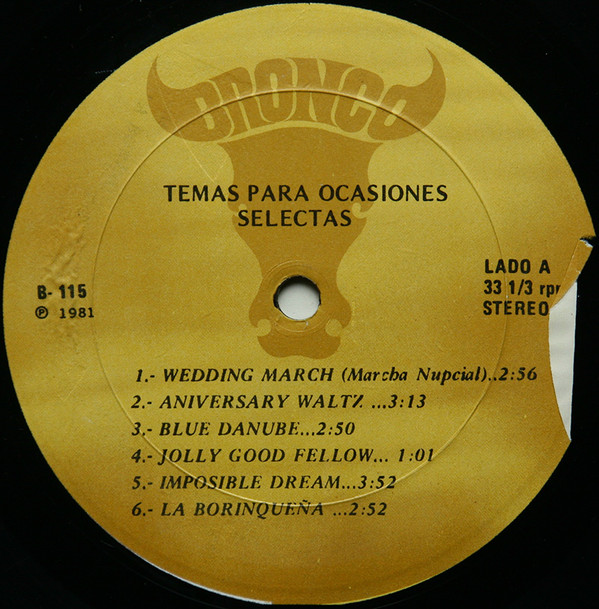 BRONCO
TEMAS PARA OCASIONES
SELECTAS
B-115
℗ 1981
LADO A
33 1/3 rpm
STEREO
1.- WEDDING MARCH (Marcha Nupcial)..2:56
2.- ANIVERSARY WALTZ ...3:13
3.- BLUE DANUBE...2:50
4.- JOLLY GOOD FELLOW... 1:01
5.- IMPOSIBLE DREAM...3:52
6.- LA BORINQUEÑA ...2:52